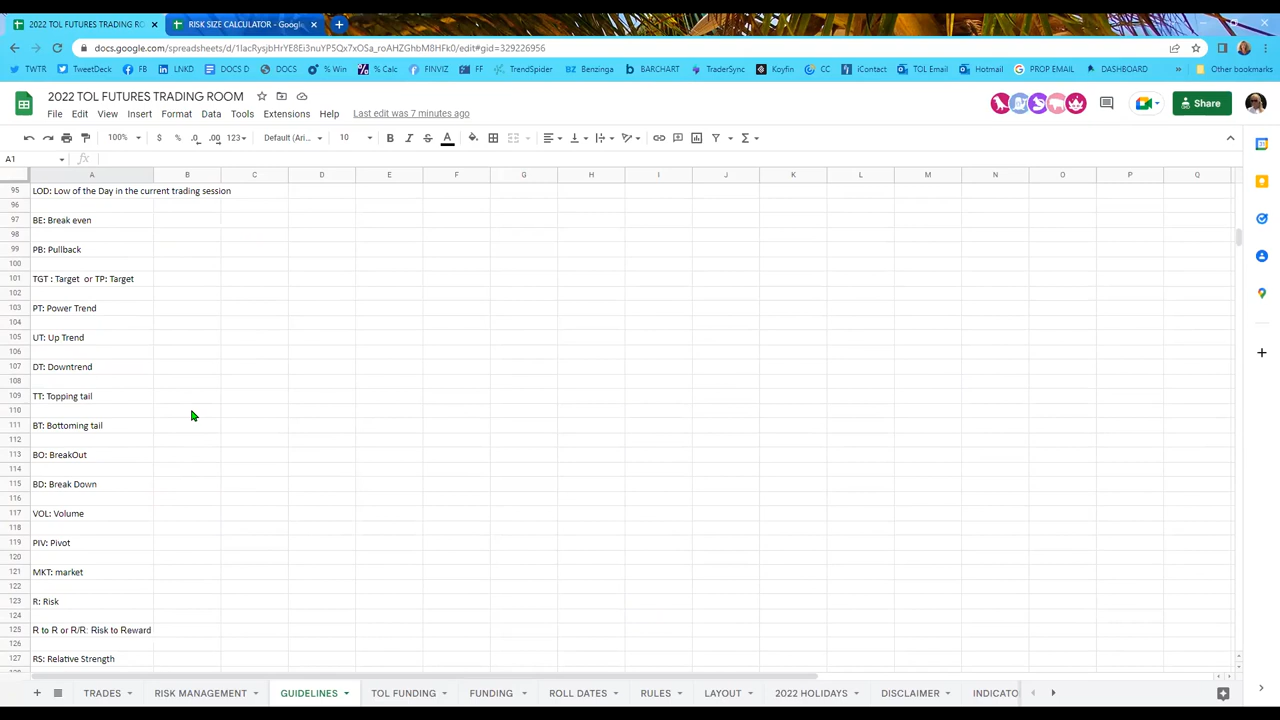 2022 TOL FUTURES TRADING RO
RISK SIZE CALCULATOR - Goog
docs.google.com/spreadsheets/d/1IacRysjbHrYE8Ei3nuYP5Qx7xOSa_roAHZGhbM8HFk0/edit#gid=329226956
TWTR TweetDeck FB LNKD DOCS D DOCS % Win % Calc FINVIZ FF TrendSpider Benzinga BARCHART TraderSync Koyfin CC iContact TOL Email Hotmail PROP EMAIL DASHBOARD » Other bookmarks
2022 TOL FUTURES TRADING ROOM
File Edit View Insert Format Data Tools Extensions Help Last edit was 7 minutes ago
Share
100% $ % .0 .00 123 Default (Ari... 10 B I S A
A1 fx
A B C D E F G H I J K L M N O P Q
95 LOD: Low of the Day in the current trading session
96
97 BE: Break even
98
99 PB: Pullback
100
101 TGT : Target or TP: Target
102
103 PT: Power Trend
104
105 UT: Up Trend
106
107 DT: Downtrend
108
109 TT: Topping tail
110
111 BT: Bottoming tail
112
113 BO: BreakOut
114
115 BD: Break Down
116
117 VOL: Volume
118
119 PIV: Pivot
120
121 MKT: market
122
123 R: Risk
124
125 R to R or R/R: Risk to Reward
126
127 RS: Relative Strength
TRADES RISK MANAGEMENT GUIDELINES TOL FUNDING FUNDING ROLL DATES RULES LAYOUT 2022 HOLIDAYS DISCLAIMER INDICATO